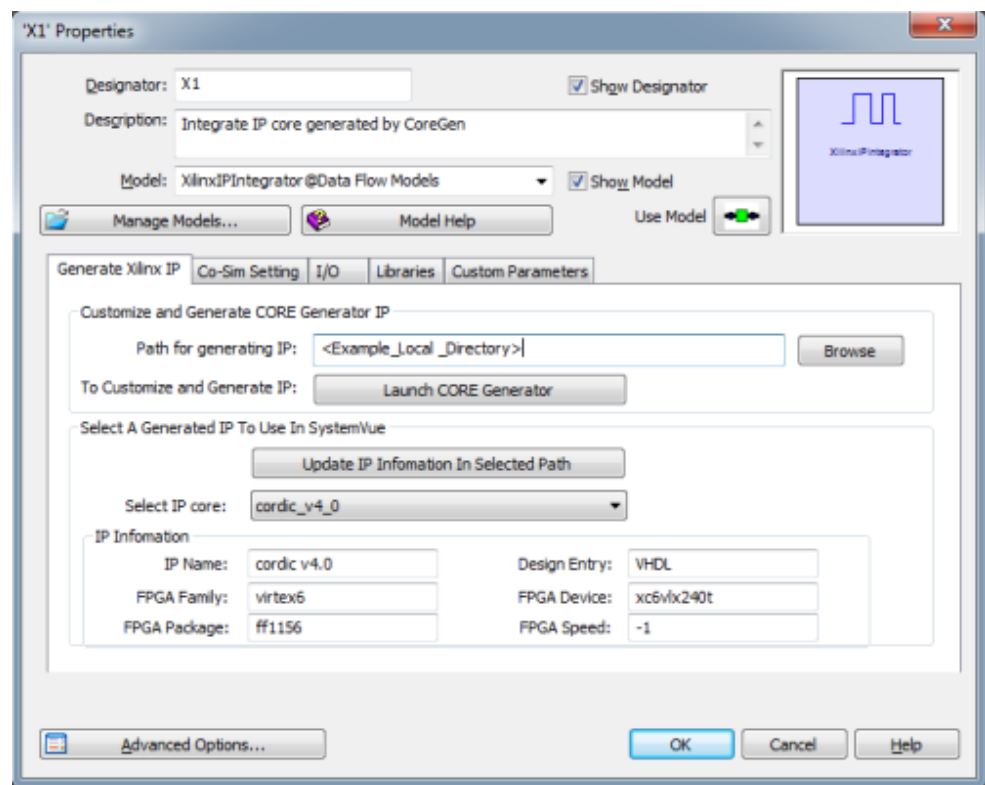 'X1' Properties
Designator: X1
Show Designator
Description: Integrate IP core generated by CoreGen
XilinxIPIntegrator
Model: XilinxIPIntegrator@Data Flow Models
Show Model
Manage Models...
Model Help
Use Model
Generate Xilinx IP Co-Sim Setting I/O Libraries Custom Parameters
Customize and Generate CORE Generator IP
Path for generating IP: <Example_Local _Directory>
Browse
To Customize and Generate IP: Launch CORE Generator
Select A Generated IP To Use In SystemVue
Update IP Infomation In Selected Path
Select IP core: cordic_v4_0
IP Infomation
IP Name: cordic v4.0 Design Entry: VHDL
FPGA Family: virtex6 FPGA Device: xc6vlx240t
FPGA Package: ff1156 FPGA Speed: -1
Advanced Options... OK Cancel Help